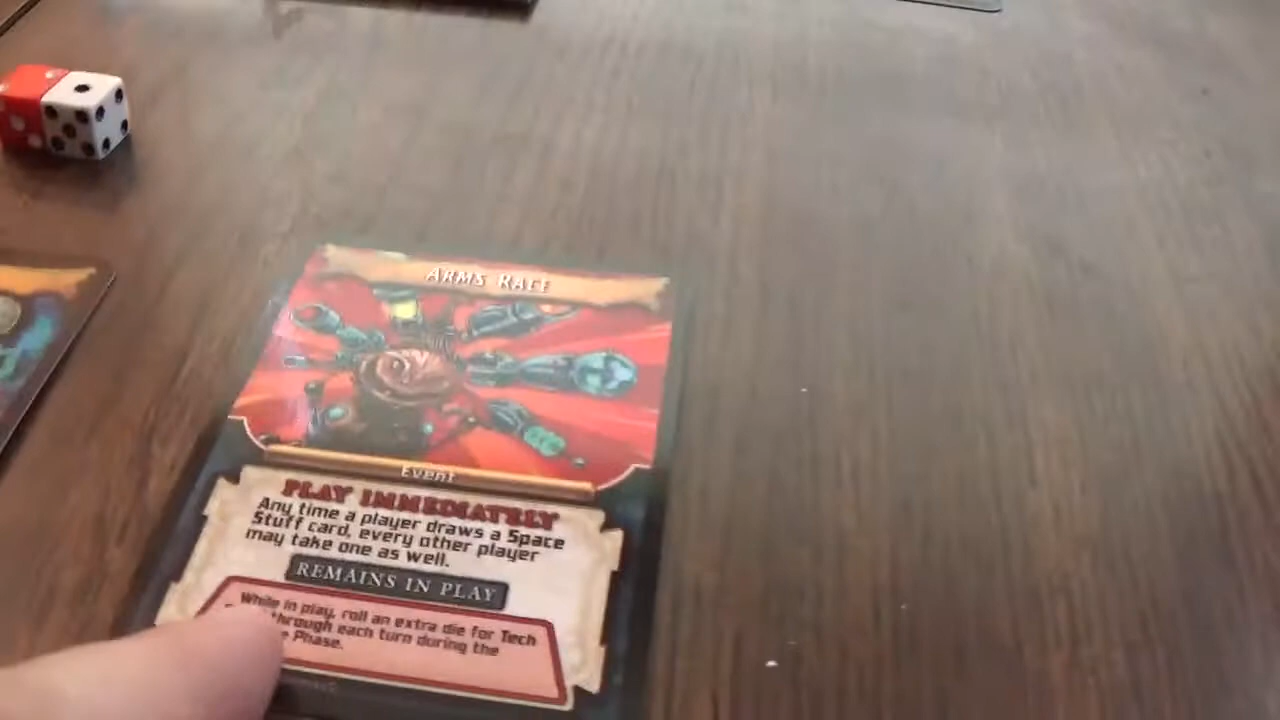 ARMS RACE
Event
PLAY IMMEDIATELY
Any time a player draws a Space
Stuff card, every other player
may take one as well.
REMAINS IN PLAY
While in play, roll an extra die for Tech
through each turn during the
Phase.